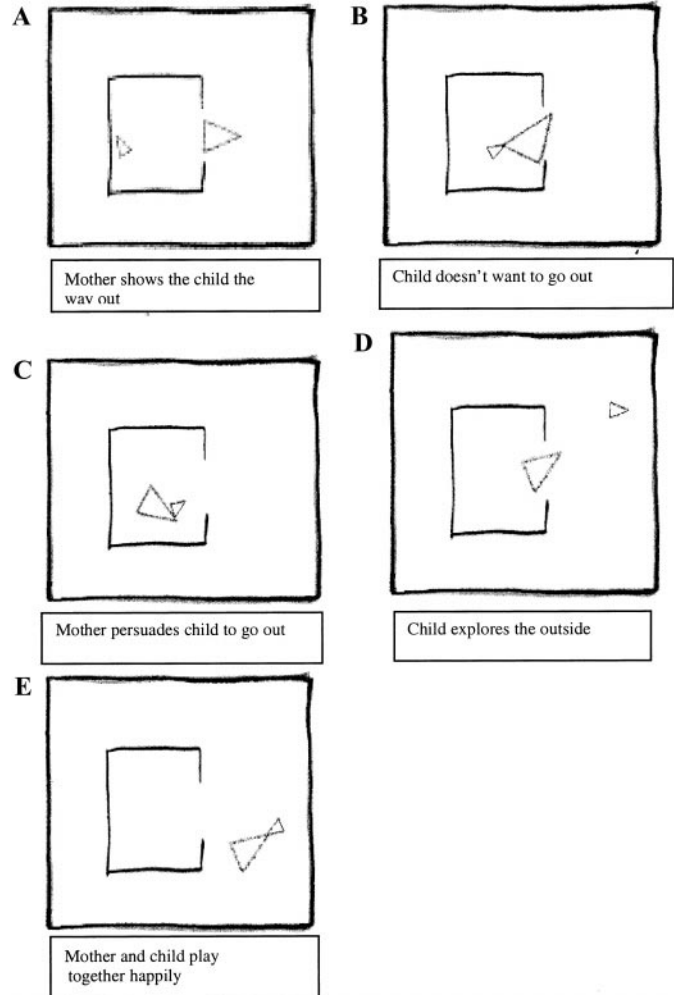 A
B
Mother shows the child the
way out
Child doesn't want to go out
C
D
Mother persuades child to go out
Child explores the outside
E
Mother and child play
together happily